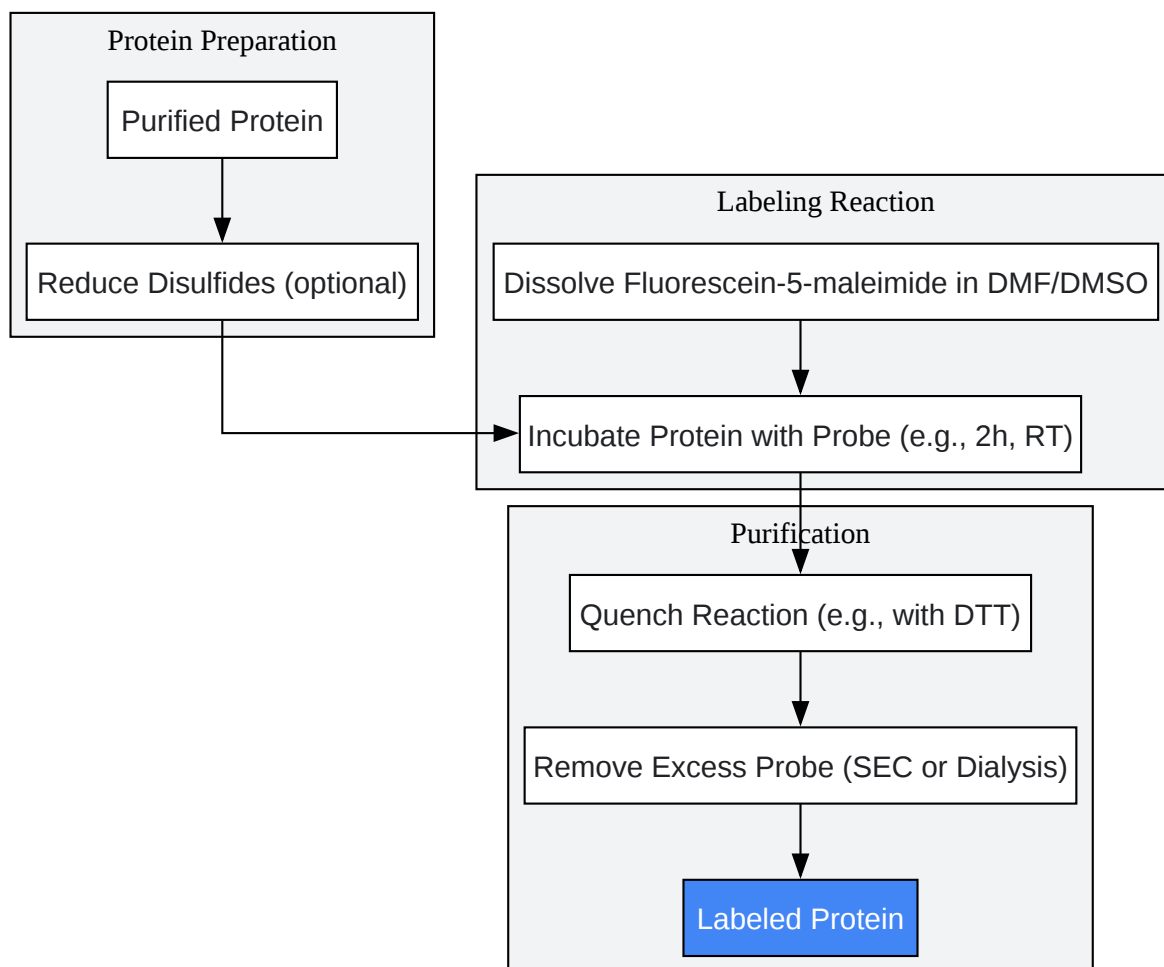 Protein Preparation
Purified Protein
Reduce Disulfides (optional)
Labeling Reaction
Dissolve Fluorescein-5-maleimide in DMF/DMSO
Incubate Protein with Probe (e.g., 2h, RT)
Purification
Quench Reaction (e.g., with DTT)
Remove Excess Probe (SEC or Dialysis)
Labeled Protein